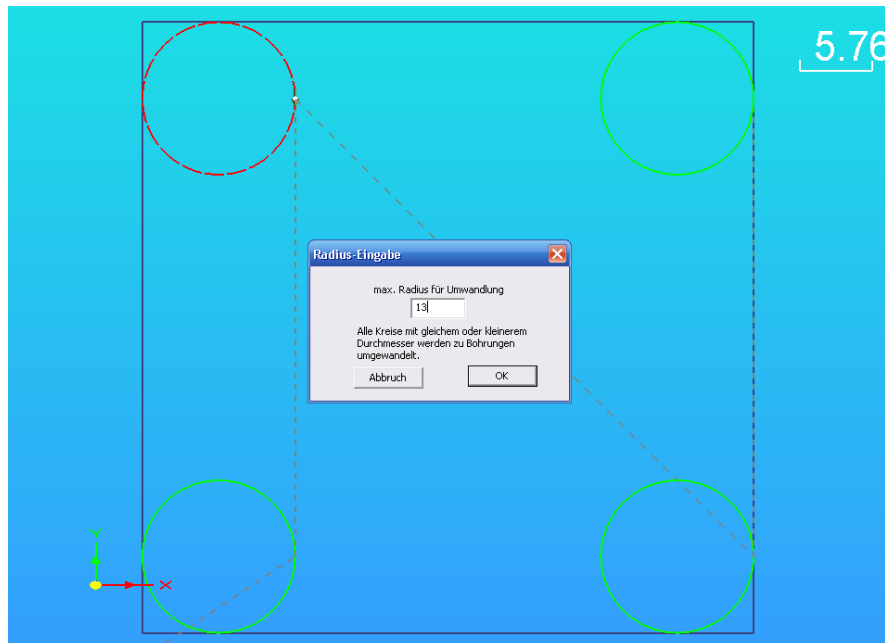 5.76
Radius-Eingabe
max. Radius für Umwandlung
13
Alle Kreise mit gleichem oder kleinerem
Durchmesser werden zu Bohrungen
umgewandelt.
Abbruch OK
Y
X